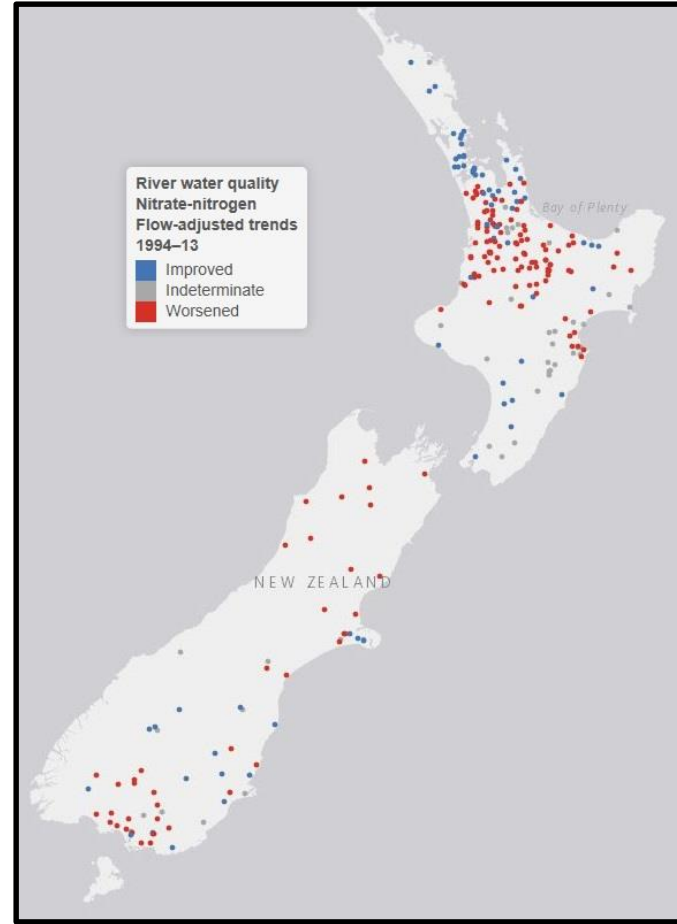 River water quality
Nitrate-nitrogen
Flow-adjusted trends
1994–13
Improved
Indeterminate
Worsened
Bay of Plenty
NEW ZEALAND